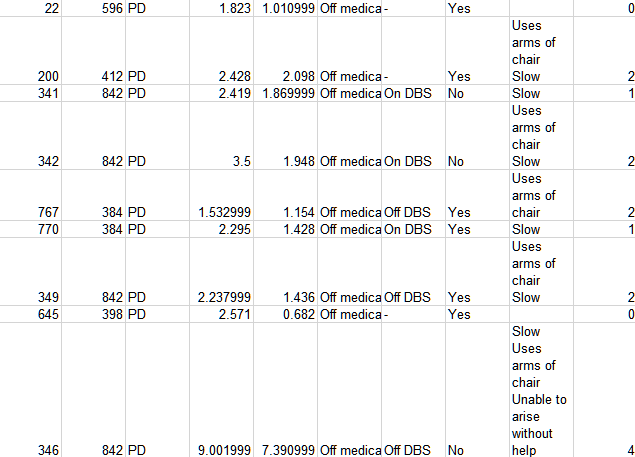 22 596 PD 1.823 1.010999 Off medica - Yes 0
Uses
arms of
chair
200 412 PD 2.428 2.098 Off medica - Yes Slow 2
341 842 PD 2.419 1.869999 Off medica On DBS No Slow 1
Uses
arms of
chair
342 842 PD 3.5 1.948 Off medica On DBS No Slow 2
Uses
arms of
767 384 PD 1.532999 1.154 Off medica Off DBS Yes chair 2
770 384 PD 2.295 1.428 Off medica On DBS Yes Slow 1
Uses
arms of
chair
349 842 PD 2.237999 1.436 Off medica Off DBS Yes Slow 2
645 398 PD 2.571 0.682 Off medica - Yes 0
Slow
Uses
arms of
chair
Unable to
arise
without
346 842 PD 9.001999 7.390999 Off medica Off DBS No help 4